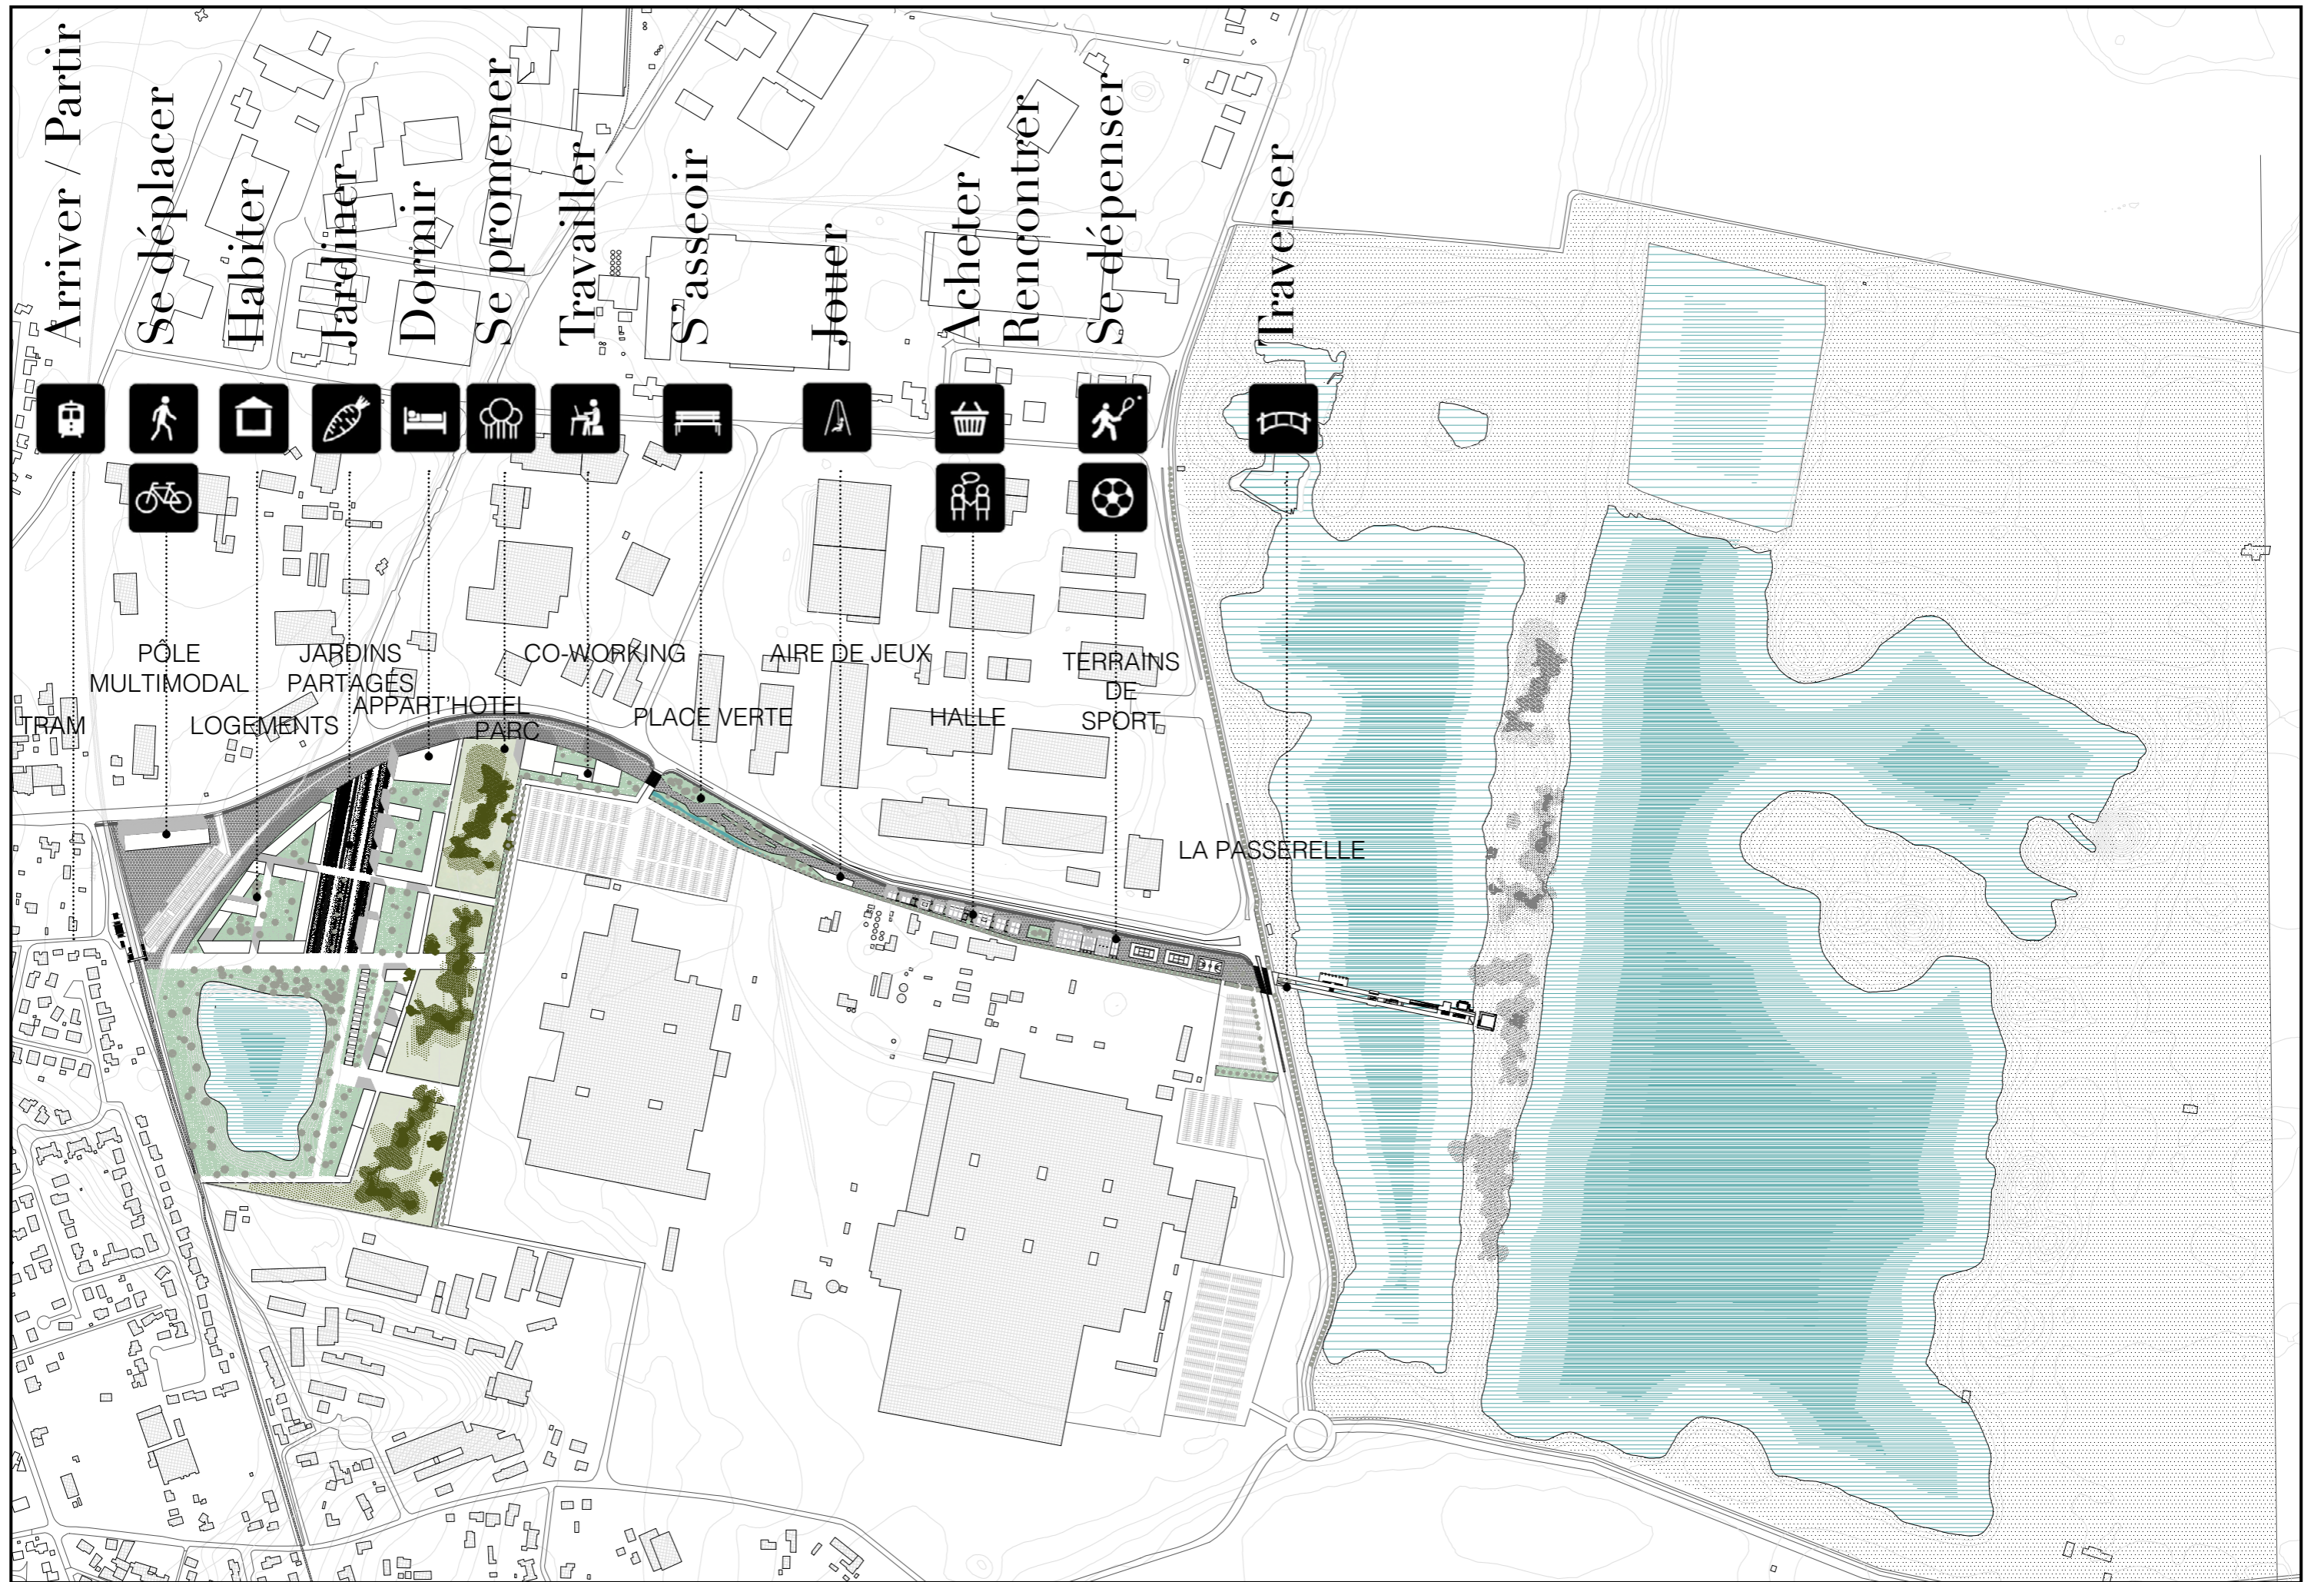 Arriver / Partir
Se déplacer
Habiter
Jardiner
Dormir
Se promener
Travailler
S'asseoir
Jouer
Acheter /
Rencontrer
Se dépenser
Traverser
TRAM
PÔLE
MULTIMODAL
LOGEMENTS
JARDINS
PARTAGÉS
APPART'HOTEL
PARC
CO-WORKING
PLACE VERTE
AIRE DE JEUX
HALLE
TERRAINS
DE
SPORT
LA PASSERELLE